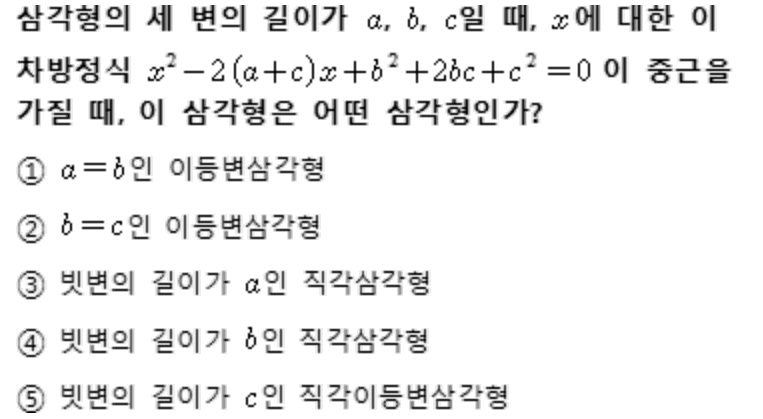 삼각형의 세 변의 길이가 a, b, c일 때, x에 대한 이
차방정식 x²-2(a+c)x+b²+2bc+c²=0 이 중근을
가질 때, 이 삼각형은 어떤 삼각형인가?
① a=b인 이등변삼각형
② b=c인 이등변삼각형
③ 빗변의 길이가 a인 직각삼각형
④ 빗변의 길이가 b인 직각삼각형
⑤ 빗변의 길이가 c인 직각이등변삼각형